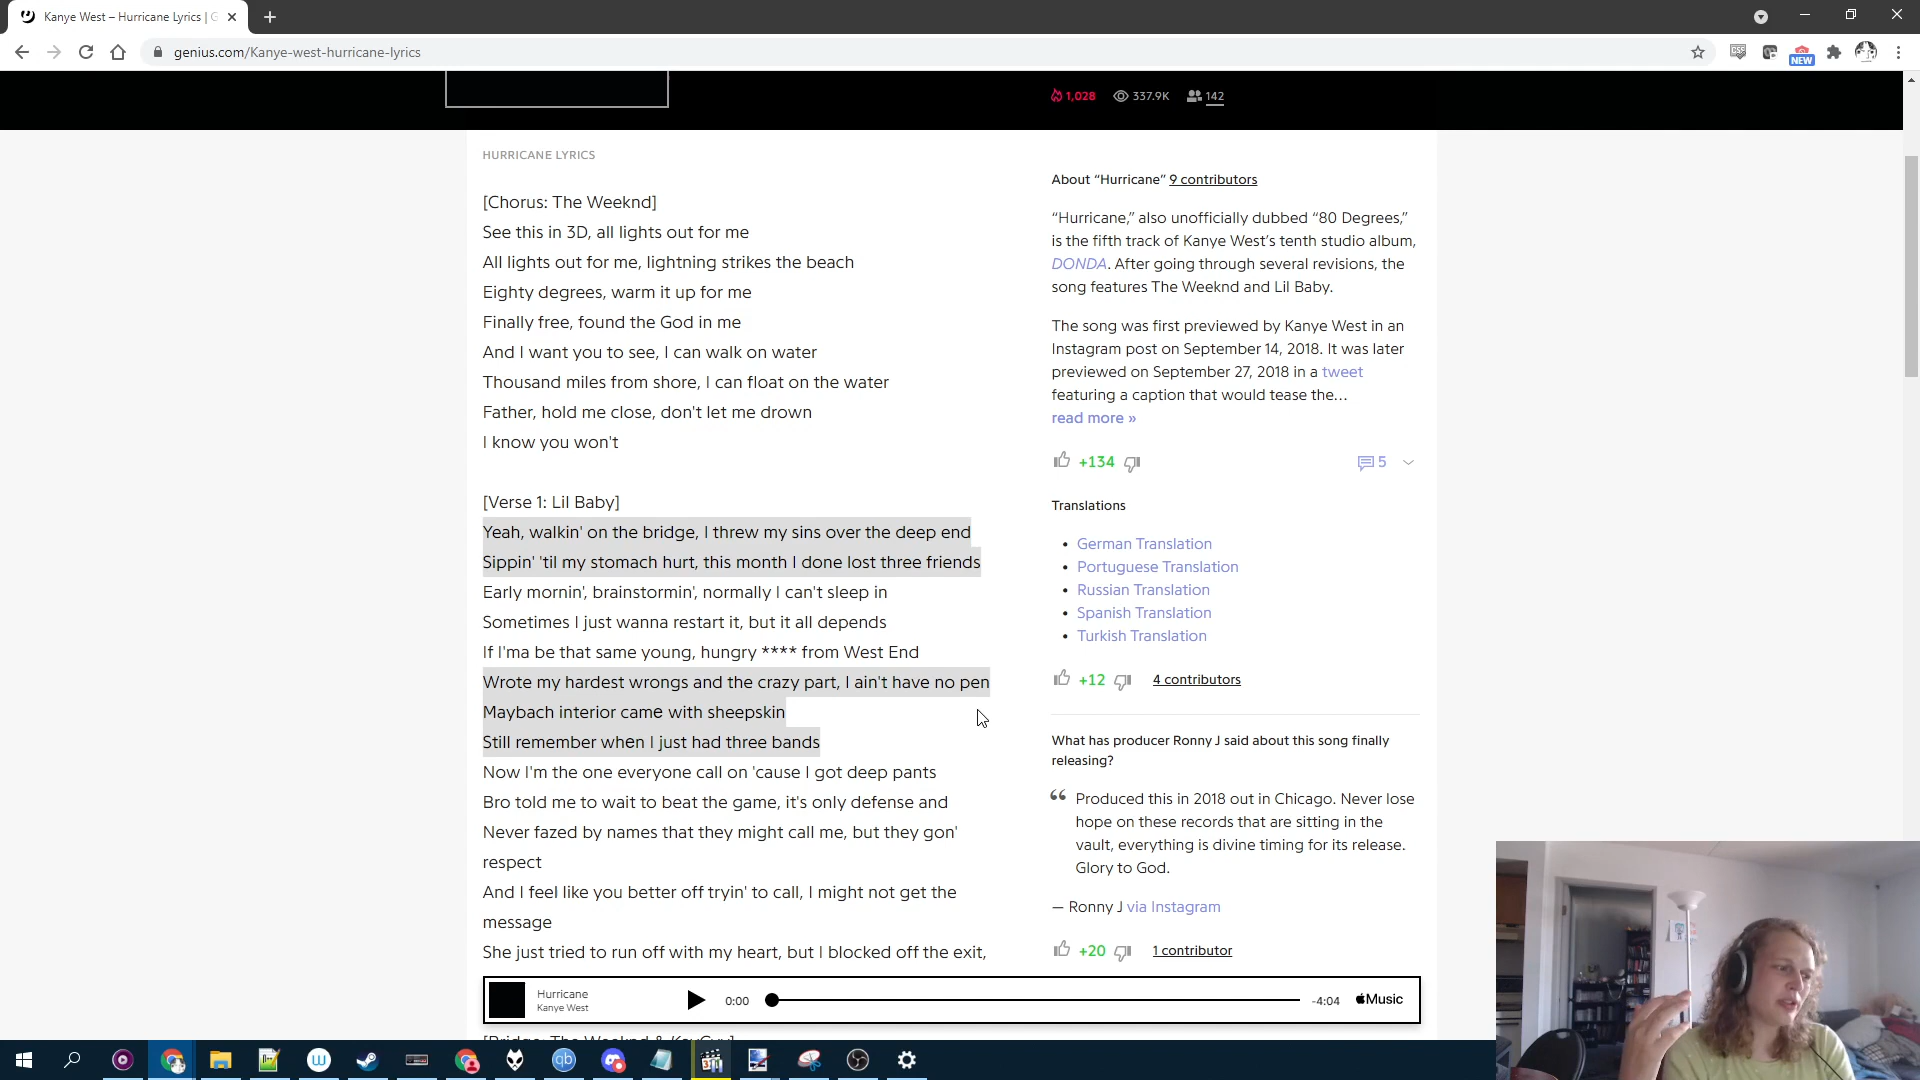 Kanye West – Hurricane Lyrics | G
genius.com/Kanye-west-hurricane-lyrics
NEW
1,028
337.9K
142
HURRICANE LYRICS
[Chorus: The Weeknd]
See this in 3D, all lights out for me
All lights out for me, lightning strikes the beach
Eighty degrees, warm it up for me
Finally free, found the God in me
And I want you to see, I can walk on water
Thousand miles from shore, I can float on the water
Father, hold me close, don't let me drown
I know you won't
[Verse 1: Lil Baby]
Yeah, walkin' on the bridge, I threw my sins over the deep end
Sippin' 'til my stomach hurt, this month I done lost three friends
Early mornin', brainstormin', normally I can't sleep in
Sometimes I just wanna restart it, but it all depends
If I'ma be that same young, hungry **** from West End
Wrote my hardest wrongs and the crazy part, I ain't have no pen
Maybach interior came with sheepskin
Still remember when I just had three bands
Now I'm the one everyone call on 'cause I got deep pants
Bro told me to wait to beat the game, it's only defense and
Never fazed by names that they might call me, but they gon'
respect
And I feel like you better off tryin' to call, I might not get the
message
She just tried to run off with my heart, but I blocked off the exit,
About “Hurricane” 9 contributors
“Hurricane,” also unofficially dubbed “80 Degrees,”
is the fifth track of Kanye West’s tenth studio album,
DONDA. After going through several revisions, the
song features The Weeknd and Lil Baby.
The song was first previewed by Kanye West in an
Instagram post on September 14, 2018. It was later
previewed on September 27, 2018 in a tweet
featuring a caption that would tease the…
read more »
+134
5
Translations
• German Translation
• Portuguese Translation
• Russian Translation
• Spanish Translation
• Turkish Translation
+12
4 contributors
What has producer Ronny J said about this song finally
releasing?
“ Produced this in 2018 out in Chicago. Never lose
hope on these records that are sitting in the
vault, everything is divine timing for its release.
Glory to God.
— Ronny J via Instagram
+20
1 contributor
Hurricane
Kanye West
0:00
-4:04
Music
[Bridge: The Weeknd & KayCyy]